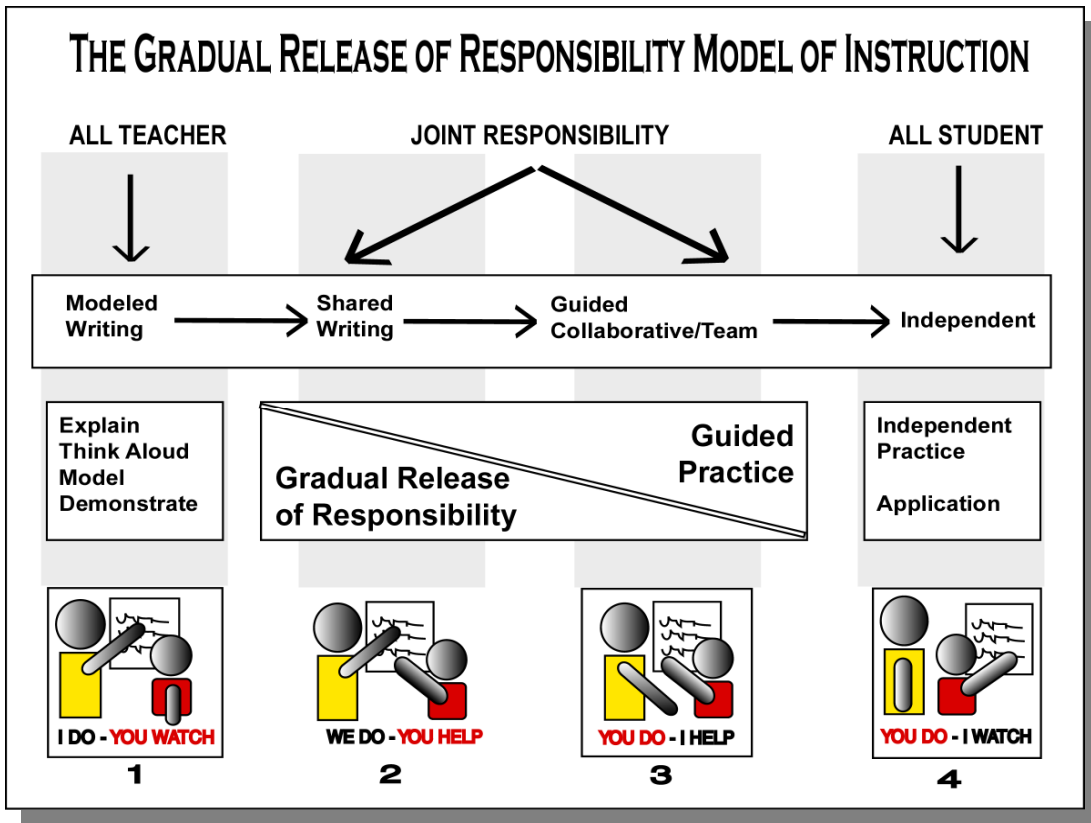 THE GRADUAL RELEASE OF RESPONSIBILITY MODEL OF INSTRUCTION
ALL TEACHER
JOINT RESPONSIBILITY
ALL STUDENT
Modeled
Writing
Shared
Writing
Guided
Collaborative/Team
Independent
Explain
Think Aloud
Model
Demonstrate
Gradual Release
of Responsibility
Guided
Practice
Independent
Practice
Application
I DO - YOU WATCH
1
WE DO - YOU HELP
2
YOU DO - I HELP
3
YOU DO - I WATCH
4